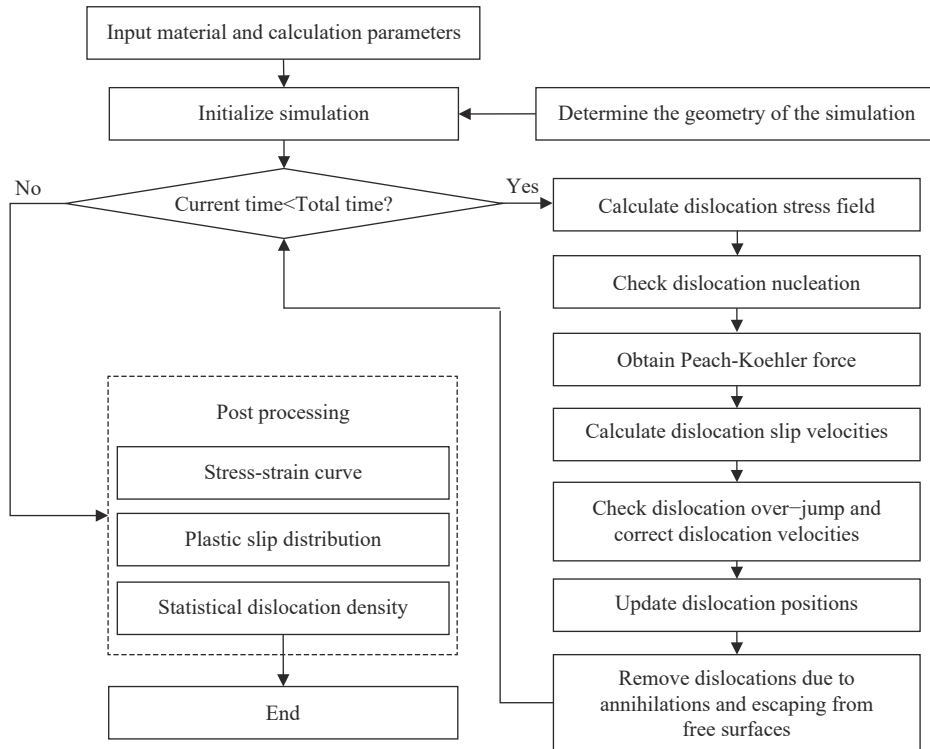 Input material and calculation parameters
Initialize simulation
Determine the geometry of the simulation
No
Current time<Total time?
Yes
Calculate dislocation stress field
Check dislocation nucleation
Obtain Peach-Koehler force
Calculate dislocation slip velocities
Check dislocation over−jump and
correct dislocation velocities
Update dislocation positions
Remove dislocations due to
annihilations and escaping from
free surfaces
Post processing
Stress-strain curve
Plastic slip distribution
Statistical dislocation density
End